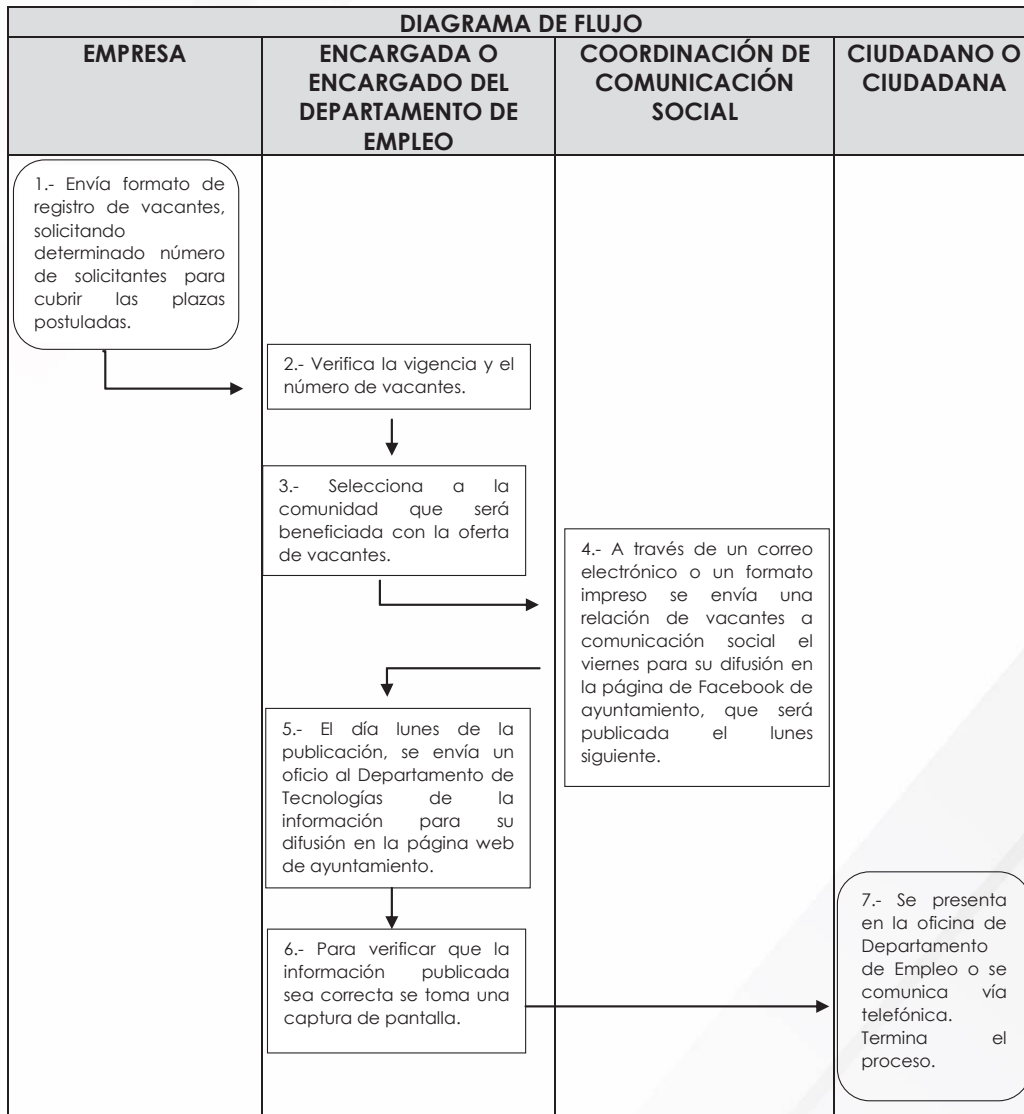 DIAGRAMA DE FLUJO
EMPRESA
ENCARGADA O
ENCARGADO DEL
DEPARTAMENTO DE
EMPLEO
COORDINACIÓN DE
COMUNICACIÓN
SOCIAL
CIUDADANO O
CIUDADANA
1.- Envía formato de
registro de vacantes,
solicitando
determinado número
de solicitantes para
cubrir las plazas
postuladas.
2.- Verifica la vigencia y el
número de vacantes.
3.- Selecciona a la
comunidad que será
beneficiada con la oferta
de vacantes.
4.- A través de un correo
electrónico o un formato
impreso se envía una
relación de vacantes a
comunicación social el
viernes para su difusión en
la página de Facebook de
ayuntamiento, que será
publicada el lunes
siguiente.
5.- El día lunes de la
publicación, se envía un
oficio al Departamento de
Tecnologías de la
información para su
difusión en la página web
de ayuntamiento.
6.- Para verificar que la
información publicada
sea correcta se toma una
captura de pantalla.
7.- Se presenta
en la oficina de
Departamento
de Empleo o se
comunica vía
telefónica.
Termina el
proceso.